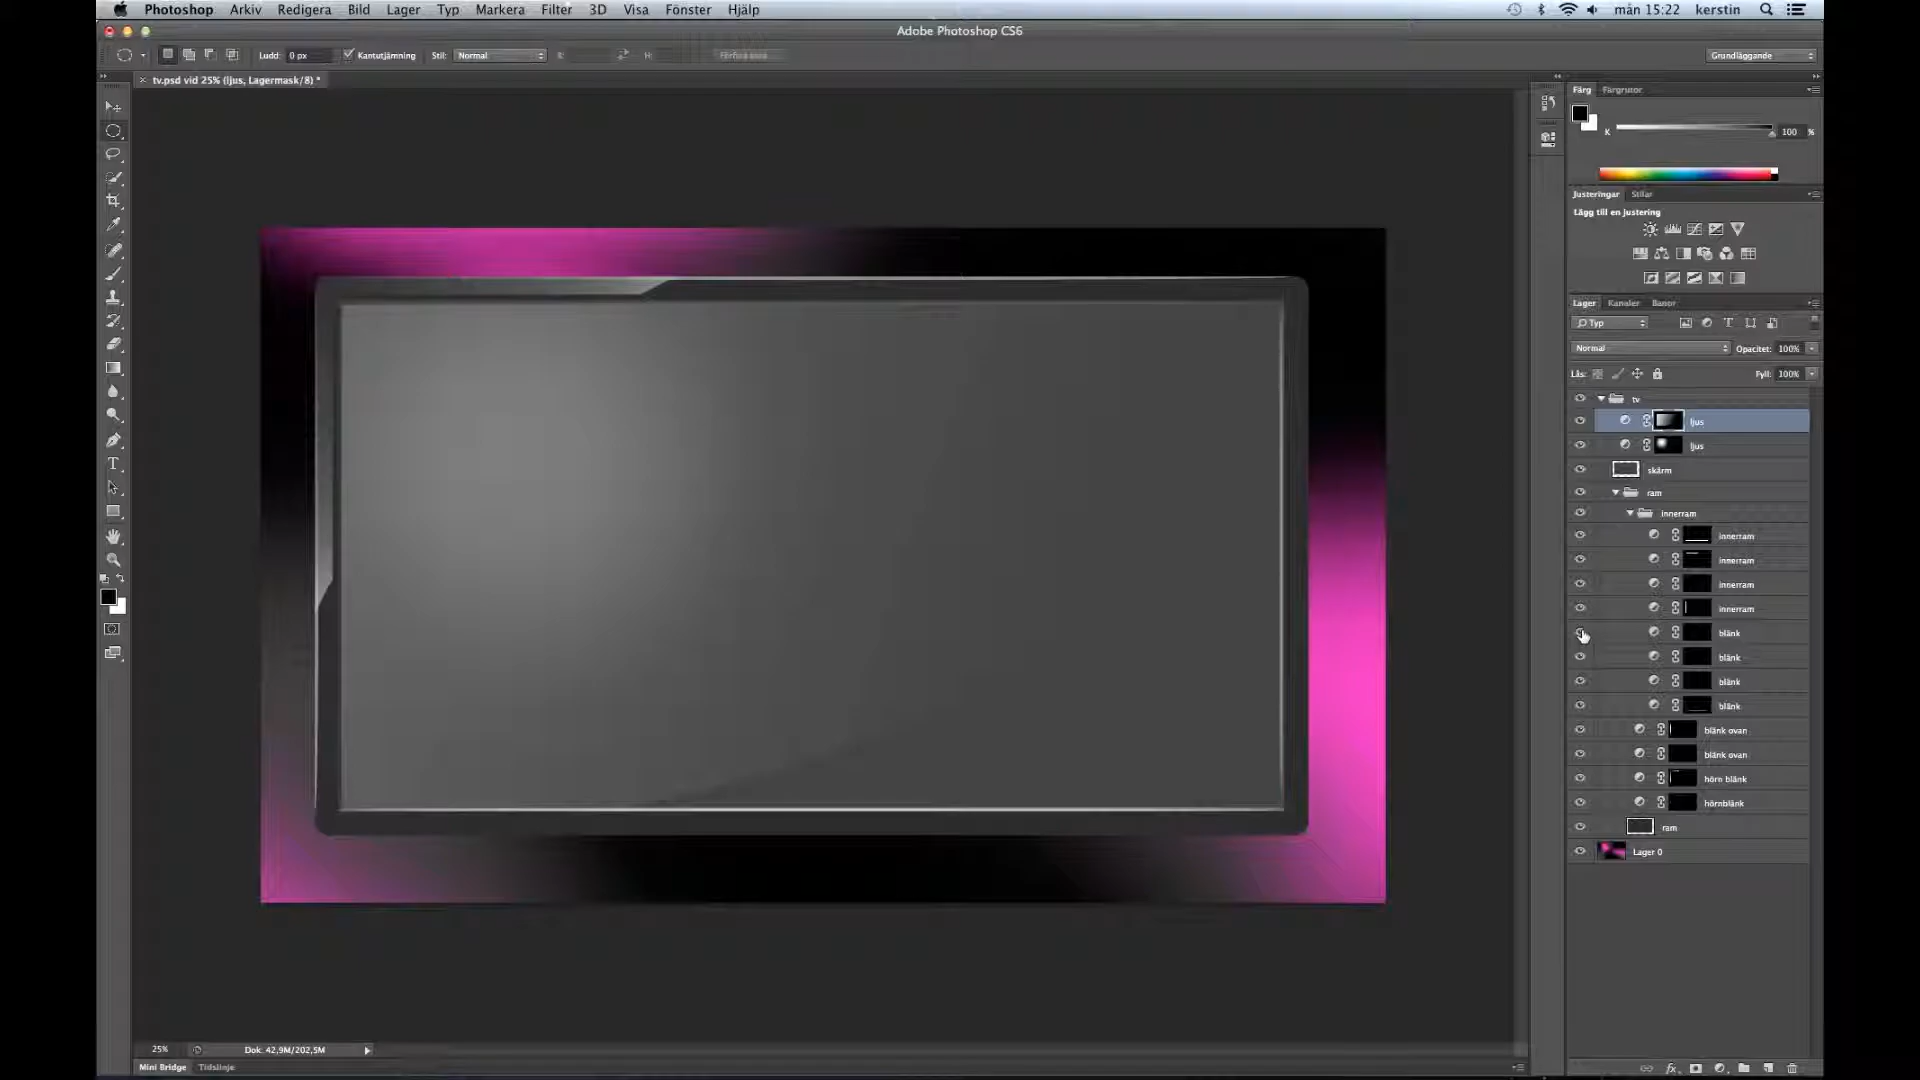 Photoshop Arkiv Redigera Bild Lager Typ Markera Filter 3D Visa Fönster Hjälp mån 15:22 kerstin
Adobe Photoshop CS6
Ludd: 0 px Kantutjämning Stil: Normal B: H: Förfina kant... Grundläggande
tv.psd vid 25% (ljus, Lagermask/8) *
Färg Färgrutor
K 100 %
Justeringar Stilar
Lägg till en justering
Lager Kanaler Banor
Typ
Normal Opacitet: 100%
Lås: Fyll: 100%
tv
ljus
ljus
skärm
ram
innerram
innerram
innerram
innerram
innerram
blänk
blänk
blänk
blänk
blänk ovan
blänk ovan
hörn blänk
hörnblänk
ram
Lager 0
25% Dok: 42,9M/202,5M
Mini Bridge Tidslinje